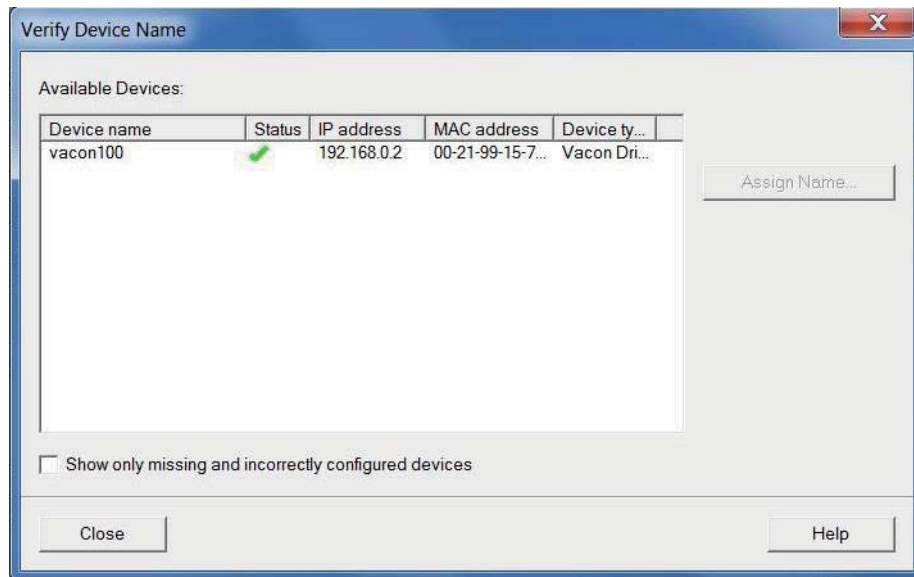 Verify Device Name
Available Devices:
Device name Status IP address MAC address Device ty...
vacon100 192.168.0.2 00-21-99-15-7... Vacon Dri...
Assign Name...
Show only missing and incorrectly configured devices
Close Help